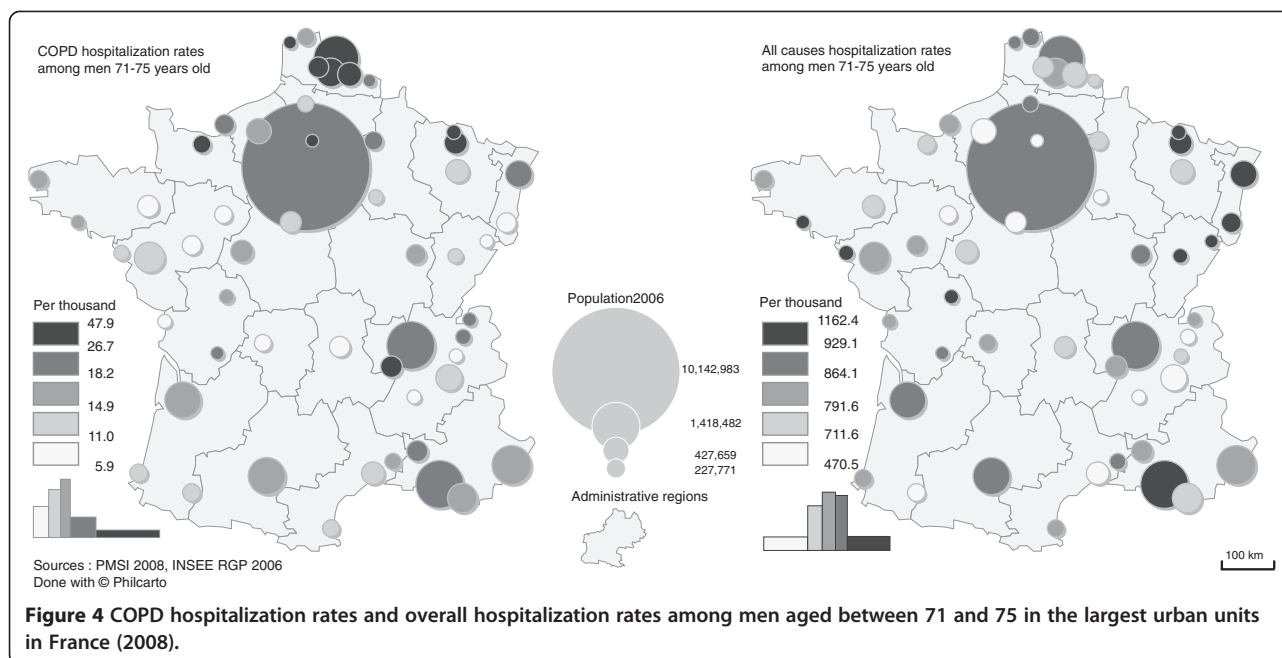 COPD hospitalization rates
among men 71-75 years old
All causes hospitalization rates
among men 71-75 years old
Per thousand
47.9
26.7
18.2
14.9
11.0
5.9
Population2006
10,142,983
1,418,482
427,659
227,771
Administrative regions
Per thousand
1162.4
929.1
864.1
791.6
711.6
470.5
100 km
Sources : PMSI 2008, INSEE RGP 2006
Done with © Philcarto
Figure 4 COPD hospitalization rates and overall hospitalization rates among men aged between 71 and 75 in the largest urban units
in France (2008).